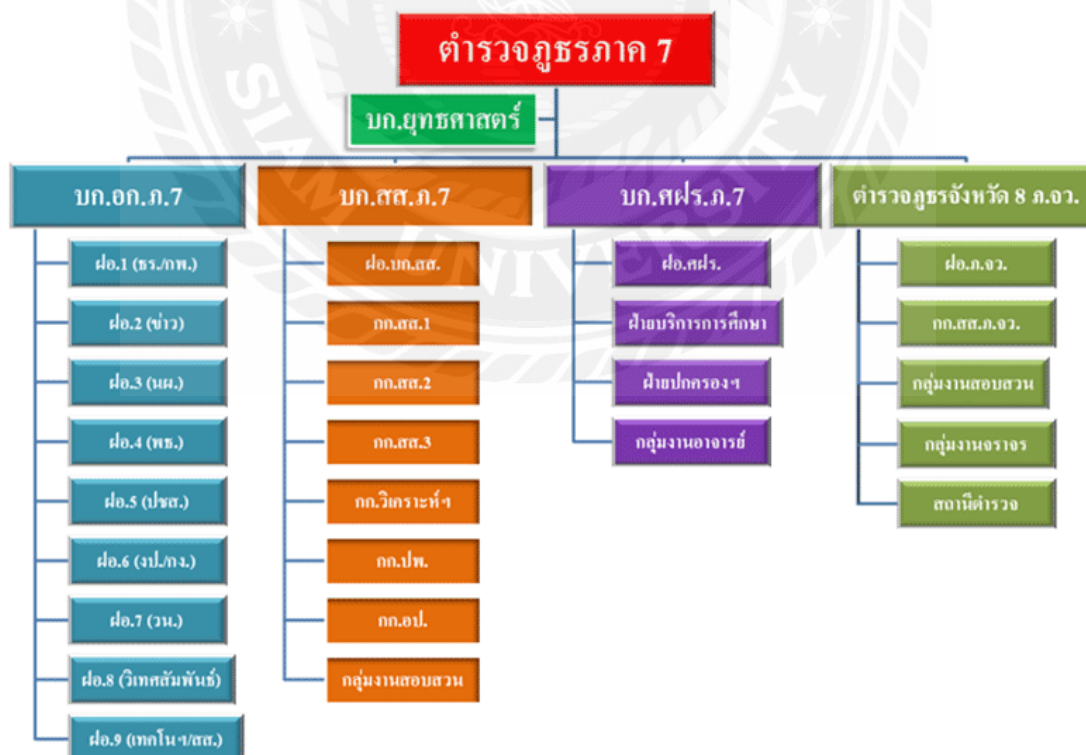 ตำรวจภูธรภาค 7
บก.ยุทธศาสตร์
บก.อก.ภ.7
ฝอ.1 (ธร./กพ.)
ฝอ.2 (ข่าว)
ฝอ.3 (นผ.)
ฝอ.4 (พธ.)
ฝอ.5 (ปชส.)
ฝอ.6 (งป./กง.)
ฝอ.7 (วน.)
ฝอ.8 (วิเทศสัมพันธ์)
ฝอ.9 (เทคโนฯ/สส.)
บก.สส.ภ.7
ฝอ.บก.สส.
กก.สส.1
กก.สส.2
กก.สส.3
กก.วิเคราะห์ฯ
กก.ปพ.
กก.อป.
กลุ่มงานสอบสวน
บก.ศฝร.ภ.7
ฝอ.ศฝร.
ฝ่ายบริการการศึกษา
ฝ่ายปกครองฯ
กลุ่มงานอาจารย์
ตำรวจภูธรจังหวัด 8 ภ.จว.
ฝอ.ภ.จว.
กก.สส.ภ.จว.
กลุ่มงานสอบสวน
กลุ่มงานจราจร
สถานีตำรวจ
SIAM UNIVERSITY